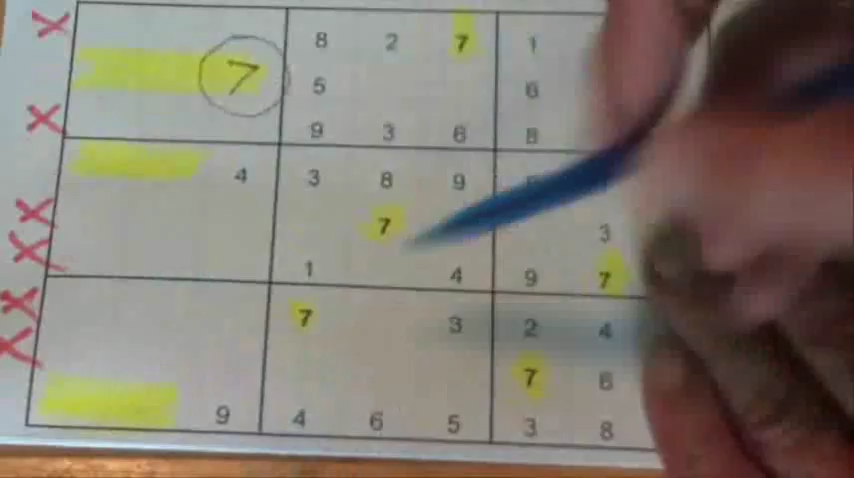 X 8 2 7 1
7 5 6
X 9 3 6 8
4 3 8 9
X 7 3
X 1 4 9 7
X 7 3 2 4
X 7 6
9 4 6 5 3 8